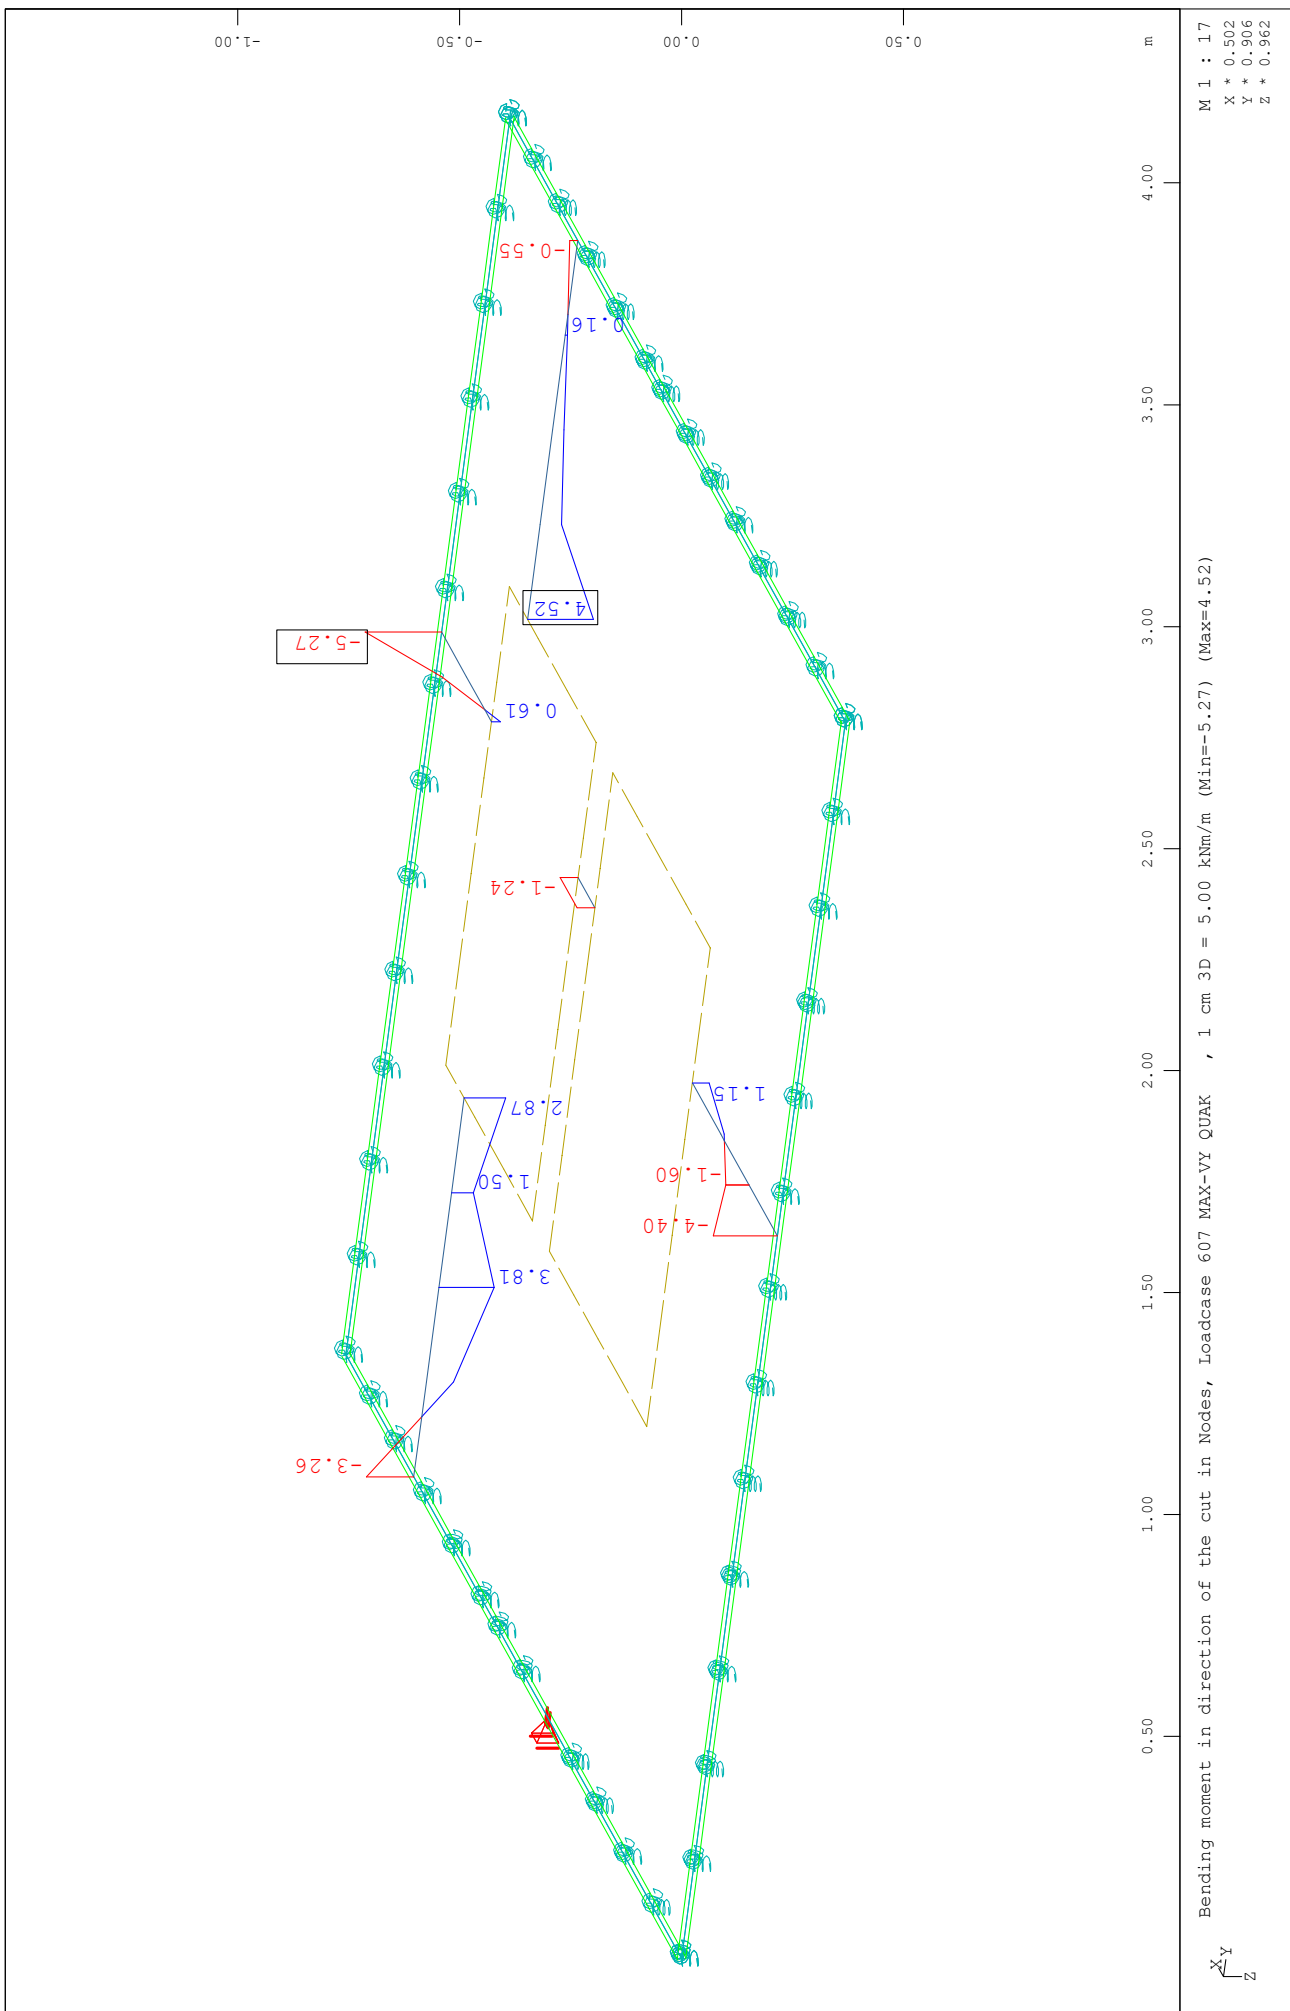 -1.00
-0.50
0.00
0.50
m
M 1 : 17
X * 0.502
Y * 0.906
Z * 0.962
4.00
3.50
3.00
2.50
2.00
1.50
1.00
0.50
-0.55
0.16
4.52
-5.27
0.61
-1.24
2.87
1.50
3.81
-3.26
1.15
-1.60
-4.40
Bending moment in direction of the cut in Nodes, Loadcase 607 MAX-VY QUAK , 1 cm 3D = 5.00 kNm/m (Min=-5.27) (Max=4.52)
X
Y
Z